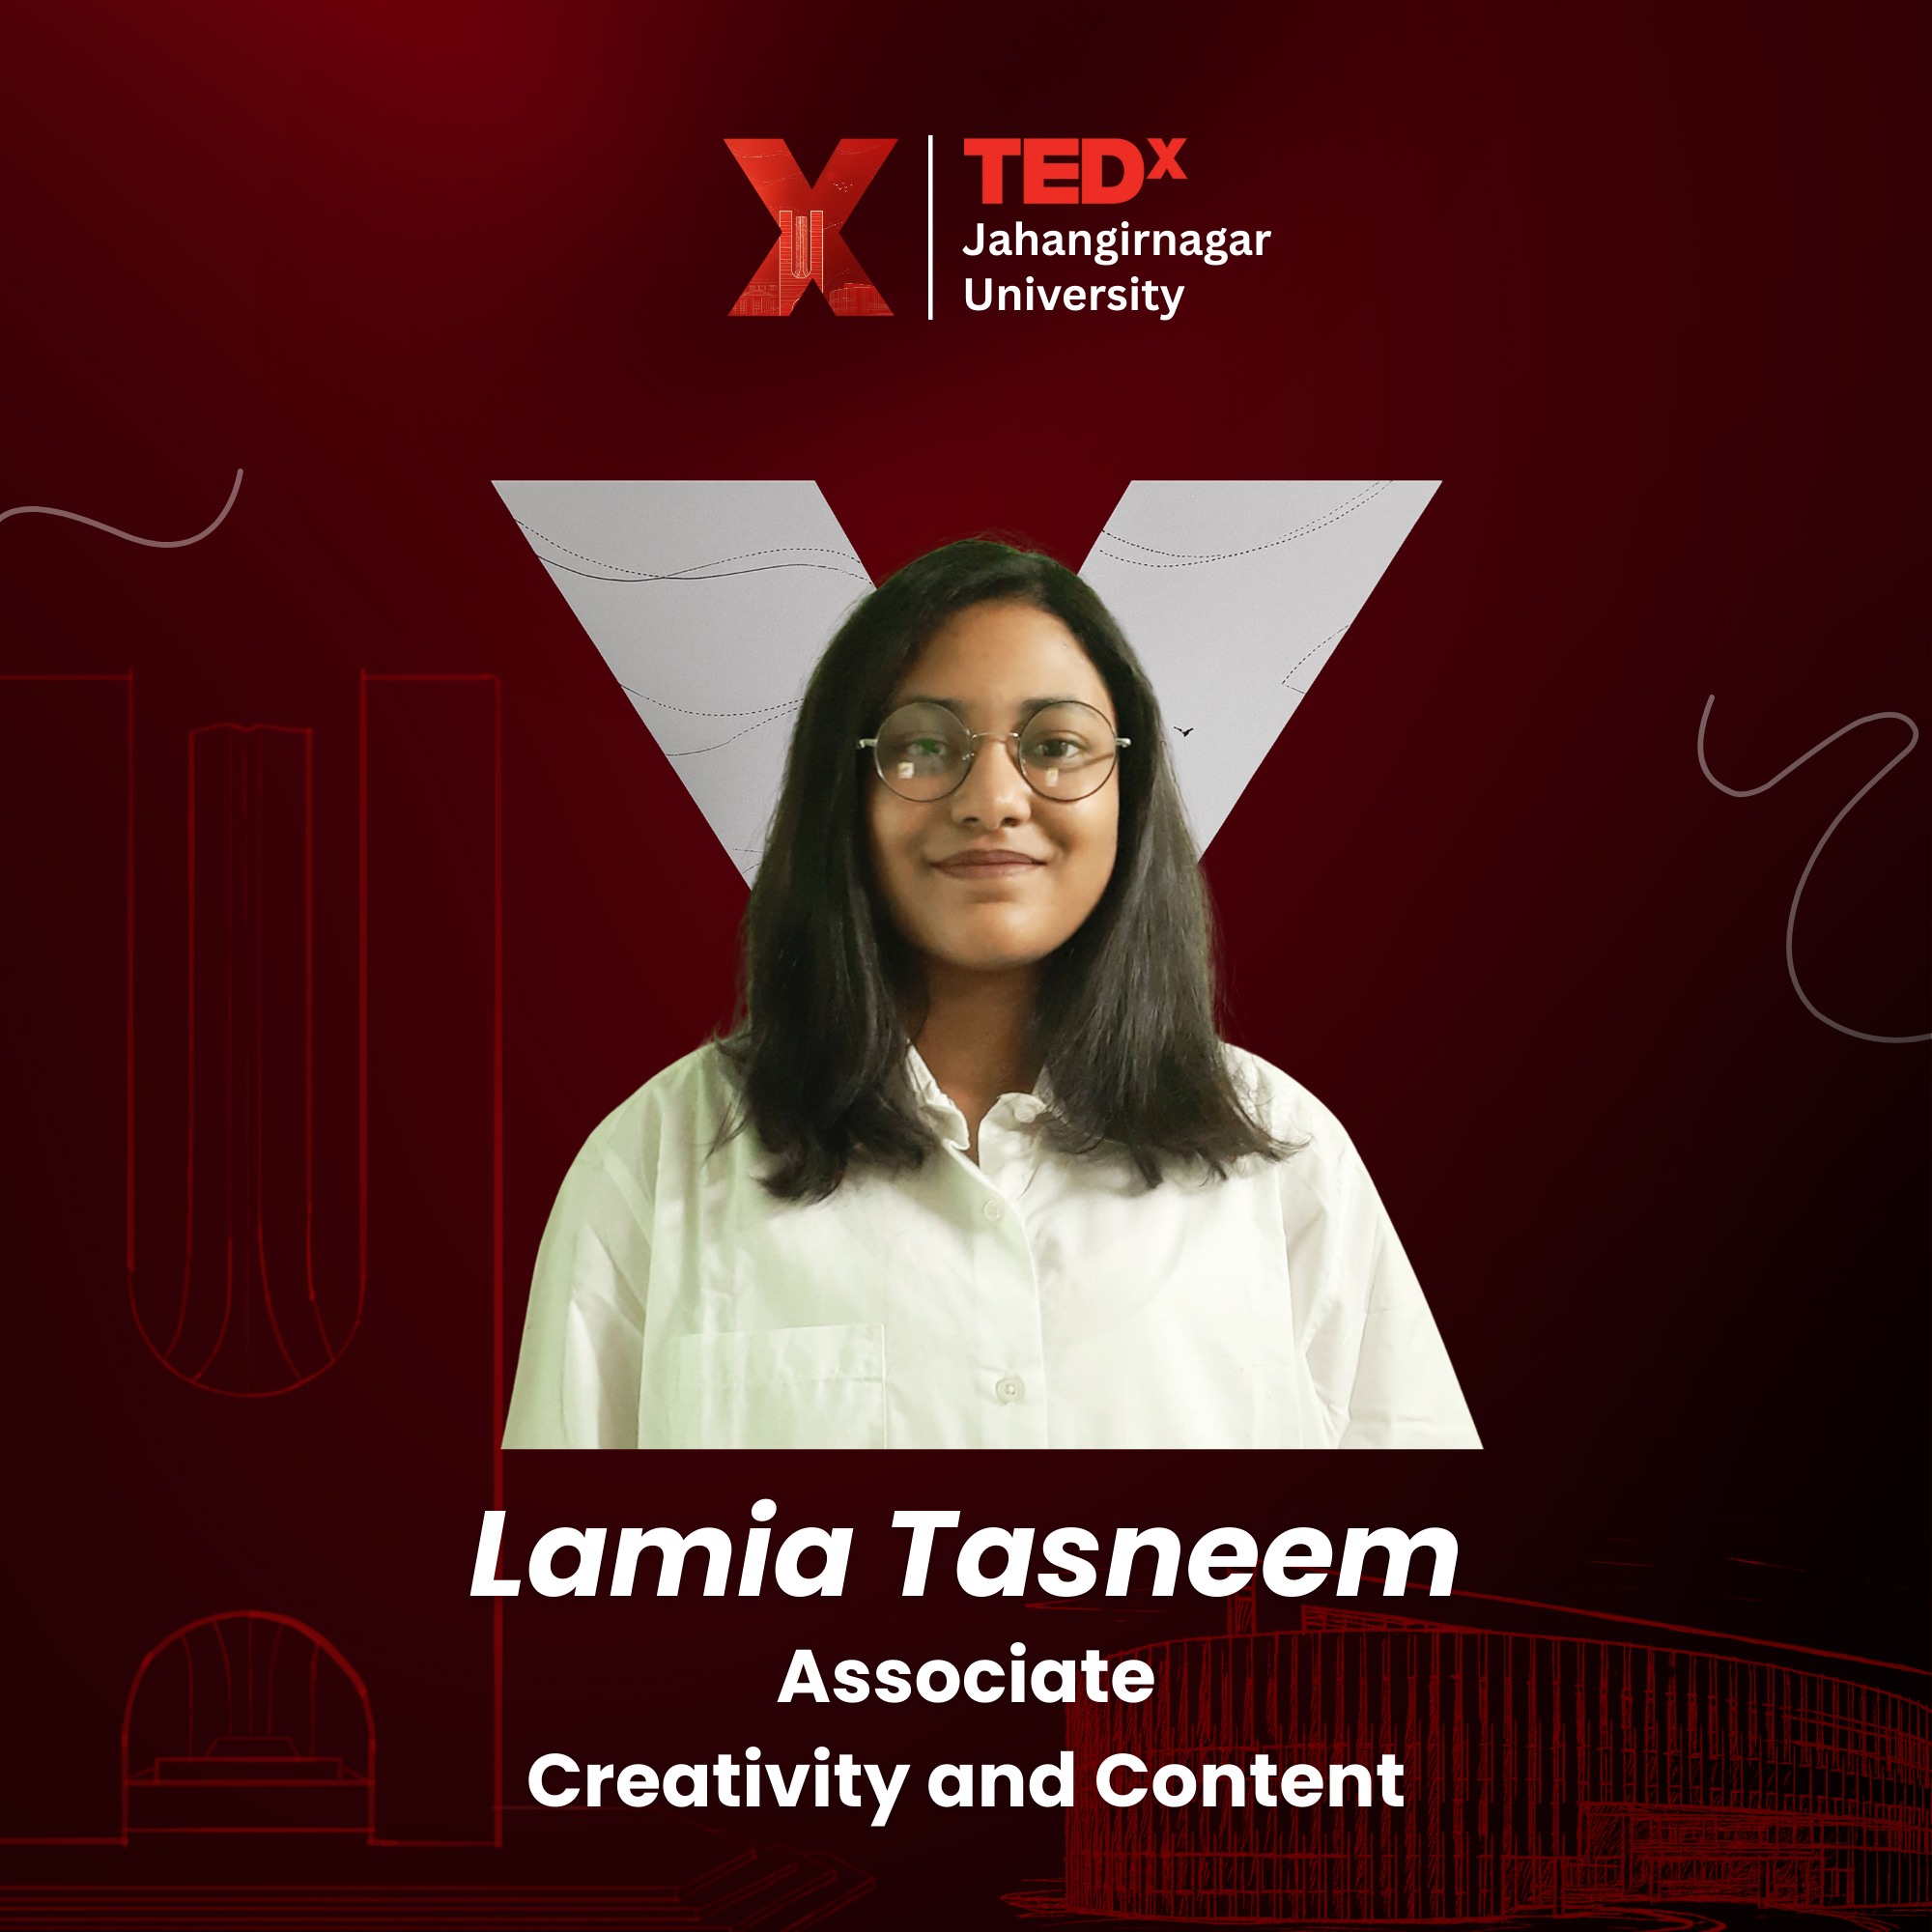 TEDx
Jahangirnagar
University
Lamia Tasneem
Associate
Creativity and Content